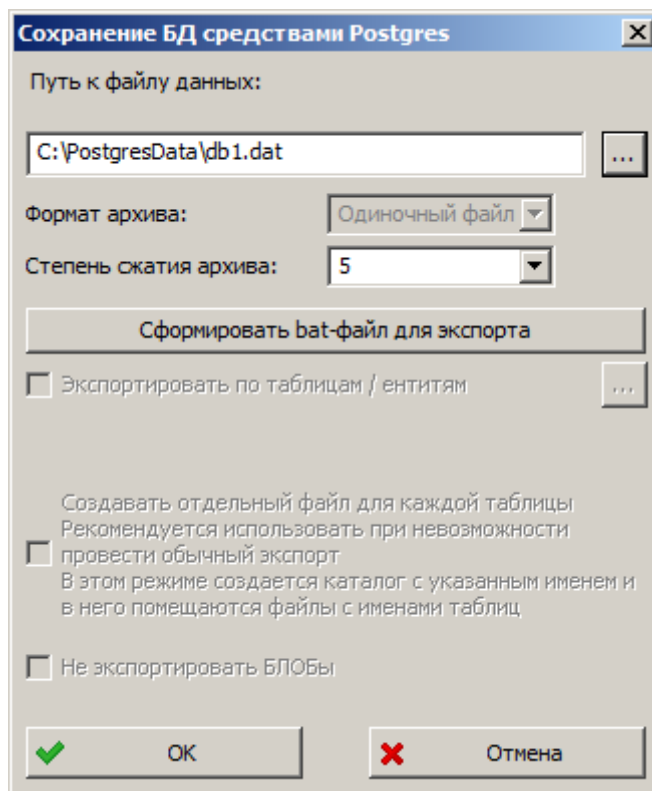 Сохранение БД средствами Postgres
Путь к файлу данных:
C:\PostgresData\db1.dat
...
Формат архива:
Одиночный файл
Степень сжатия архива:
5
Сформировать bat-файл для экспорта
Экспортировать по таблицам / ентитям
...
Создавать отдельный файл для каждой таблицы
Рекомендуется использовать при невозможности
провести обычный экспорт
В этом режиме создается каталог с указанным именем и
в него помещаются файлы с именами таблиц
Не экспортировать БЛОБы
ОК
Отмена